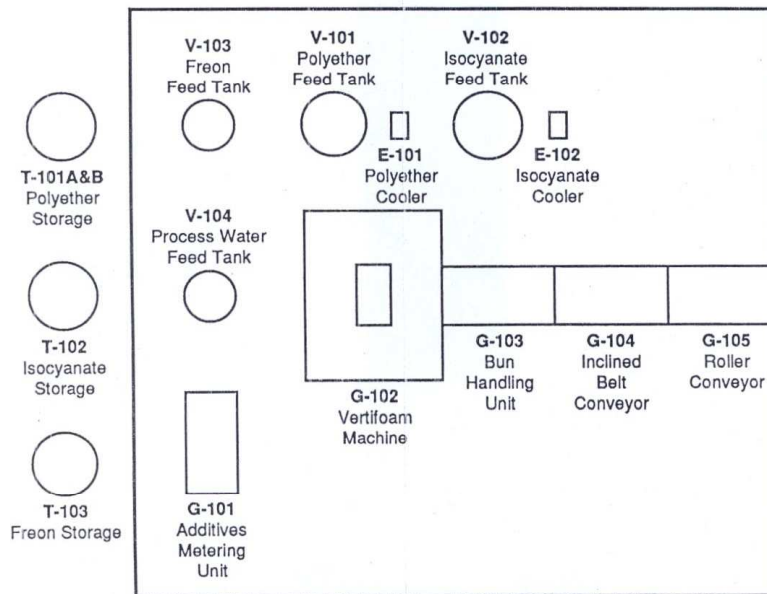 V-103
Freon
Feed Tank
V-101
Polyether
Feed Tank
V-102
Isocyanate
Feed Tank
E-101
Polyether
Cooler
E-102
Isocyanate
Cooler
T-101A&B
Polyether
Storage
V-104
Process Water
Feed Tank
T-102
Isocyanate
Storage
G-102
Vertifoam
Machine
G-103
Bun
Handling
Unit
G-104
Inclined
Belt
Conveyor
G-105
Roller
Conveyor
T-103
Freon Storage
G-101
Additives
Metering
Unit